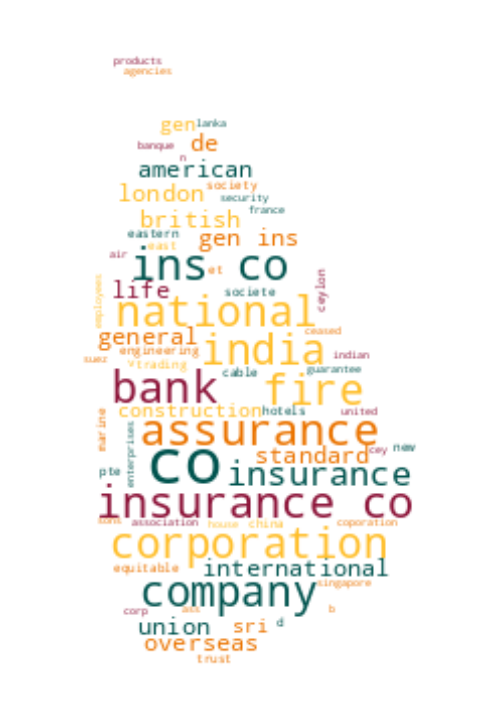 products
agencies
gen lanka
banque de
n
american
london society
security
british france
eastern gen ins
east
air ins co
et
life societe ceylon
employees
national
general ceased
engineering india indian
suez
trading cable guarantee
bank fire
construction hotels united
marine
assurance
enterprises
standard cey new
pte co insurance
insurance co
sons association house china coporation
corporation
equitable international
singapore
company
corp ass b
union sri d
overseas
trust